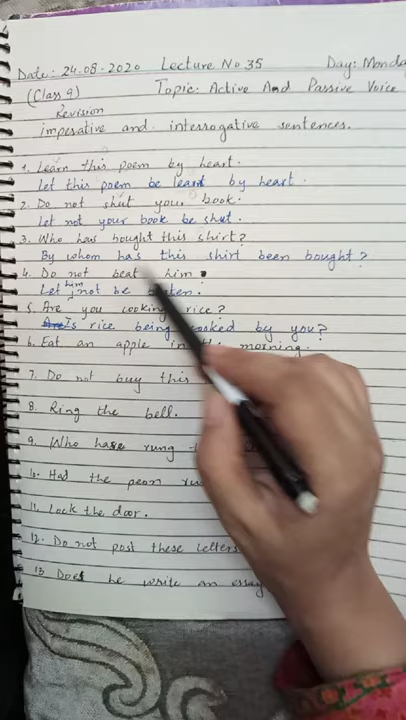 Date: 24.08.2020 Lecture No 35 Day: Monda
(Class 9) Topic: Active And Passive Voice
Revision
imperative and interrogative sentences.
1. Learn this poem by heart.
Let this poem be learnt by heart.
2. Do not shut your book.
Let not your book be shut.
3. Who has bought this shirt?
By whom has this shirt been bought?
4. Do not beat him.
Let him not be beaten.
5. Are you cooking rice?
Is rice being cooked by you?
6. Eat an apple in the morning.
7. Do not buy this
8. Ring the bell.
9. Who has rung
10. Had the peon
11. Lock the door.
12. Do not post these letters
13 Does he write an essay